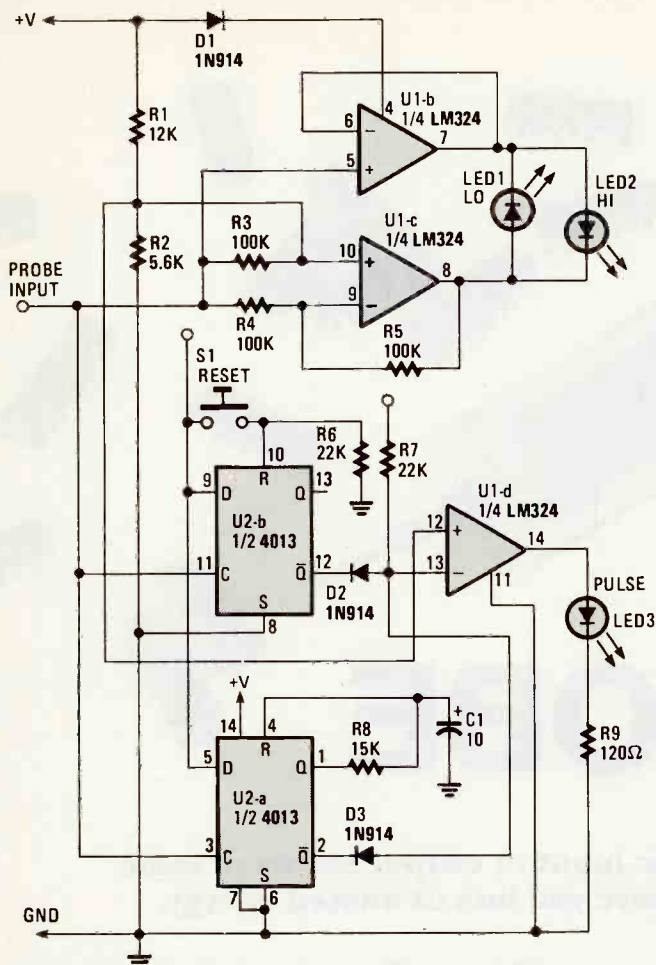 +V
D1
1N914
4
U1-b
1/4 LM324
6
−
7
5
+
R1
12K
LED1
LO
LED2
HI
R2
5.6K
R3
100K
10
+
U1-c
1/4 LM324
8
9
−
PROBE
INPUT
R4
100K
R5
100K
S1
RESET
R6
22K
R7
22K
10
9
D
R
Q
13
U2-b
1/2 4013
11
C
Q̅
12
S
8
D2
1N914
U1-d
1/4 LM324
12
+
14
13
−
11
PULSE
LED3
+V
14
4
R
5
D
Q
1
R8
15K
+
C1
10
U2-a
1/2 4013
D3
1N914
3
C
Q̅
2
S
7
6
R9
120Ω
GND
OBE